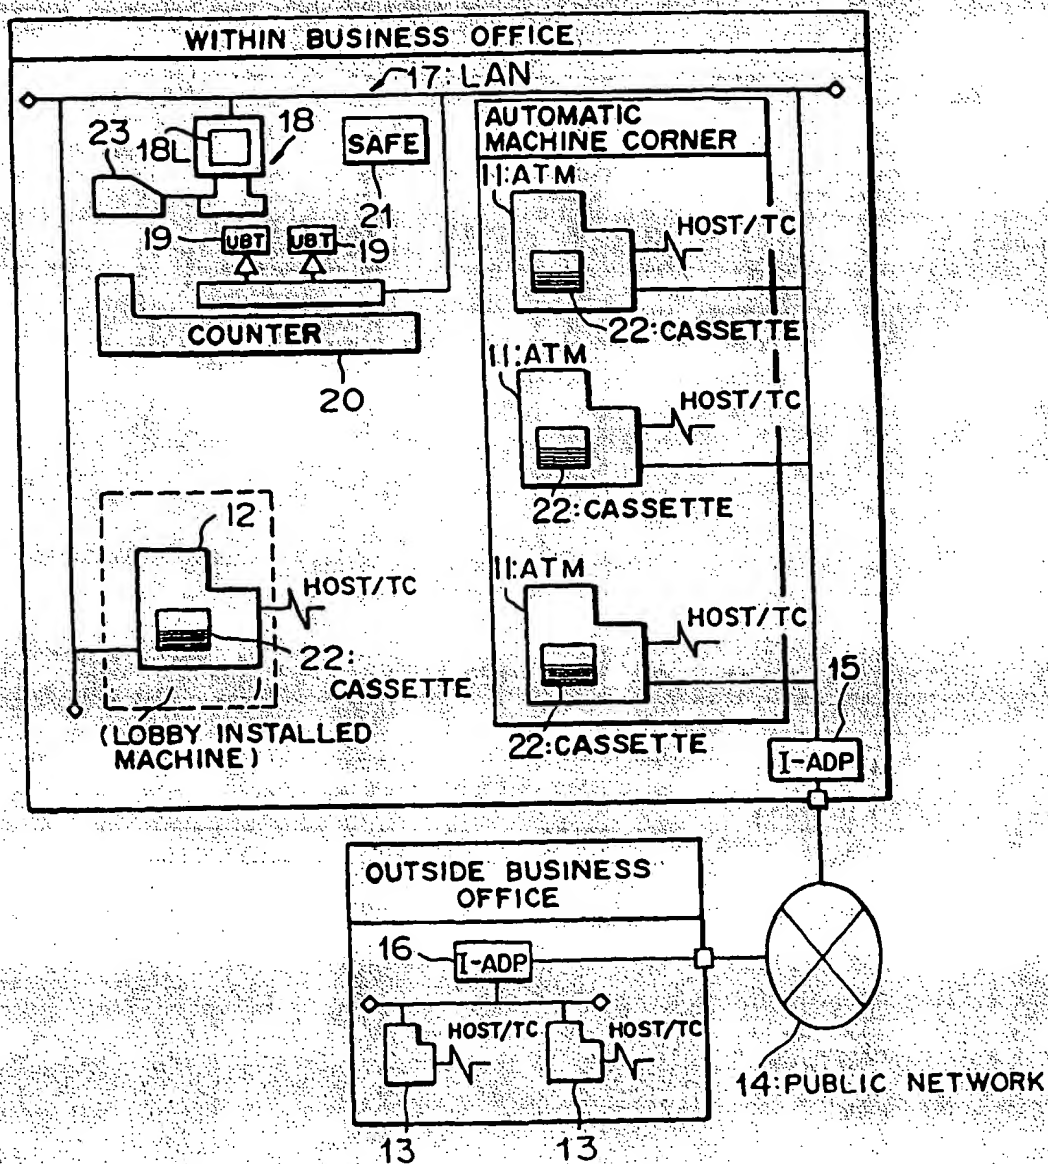 WITHIN BUSINESS OFFICE
17:LAN
23
18L
18
SAFE
21
19
UBT
UBT
19
COUNTER
20
AUTOMATIC
MACHINE CORNER
11:ATM
HOST/TC
22:CASSETTE
11:ATM
HOST/TC
22:CASSETTE
11:ATM
HOST/TC
22:CASSETTE
12
HOST/TC
22:
CASSETTE
(LOBBY INSTALLED
MACHINE)
15
I-ADP
OUTSIDE BUSINESS
OFFICE
16
I-ADP
HOST/TC
HOST/TC
13
13
14:PUBLIC NETWORK